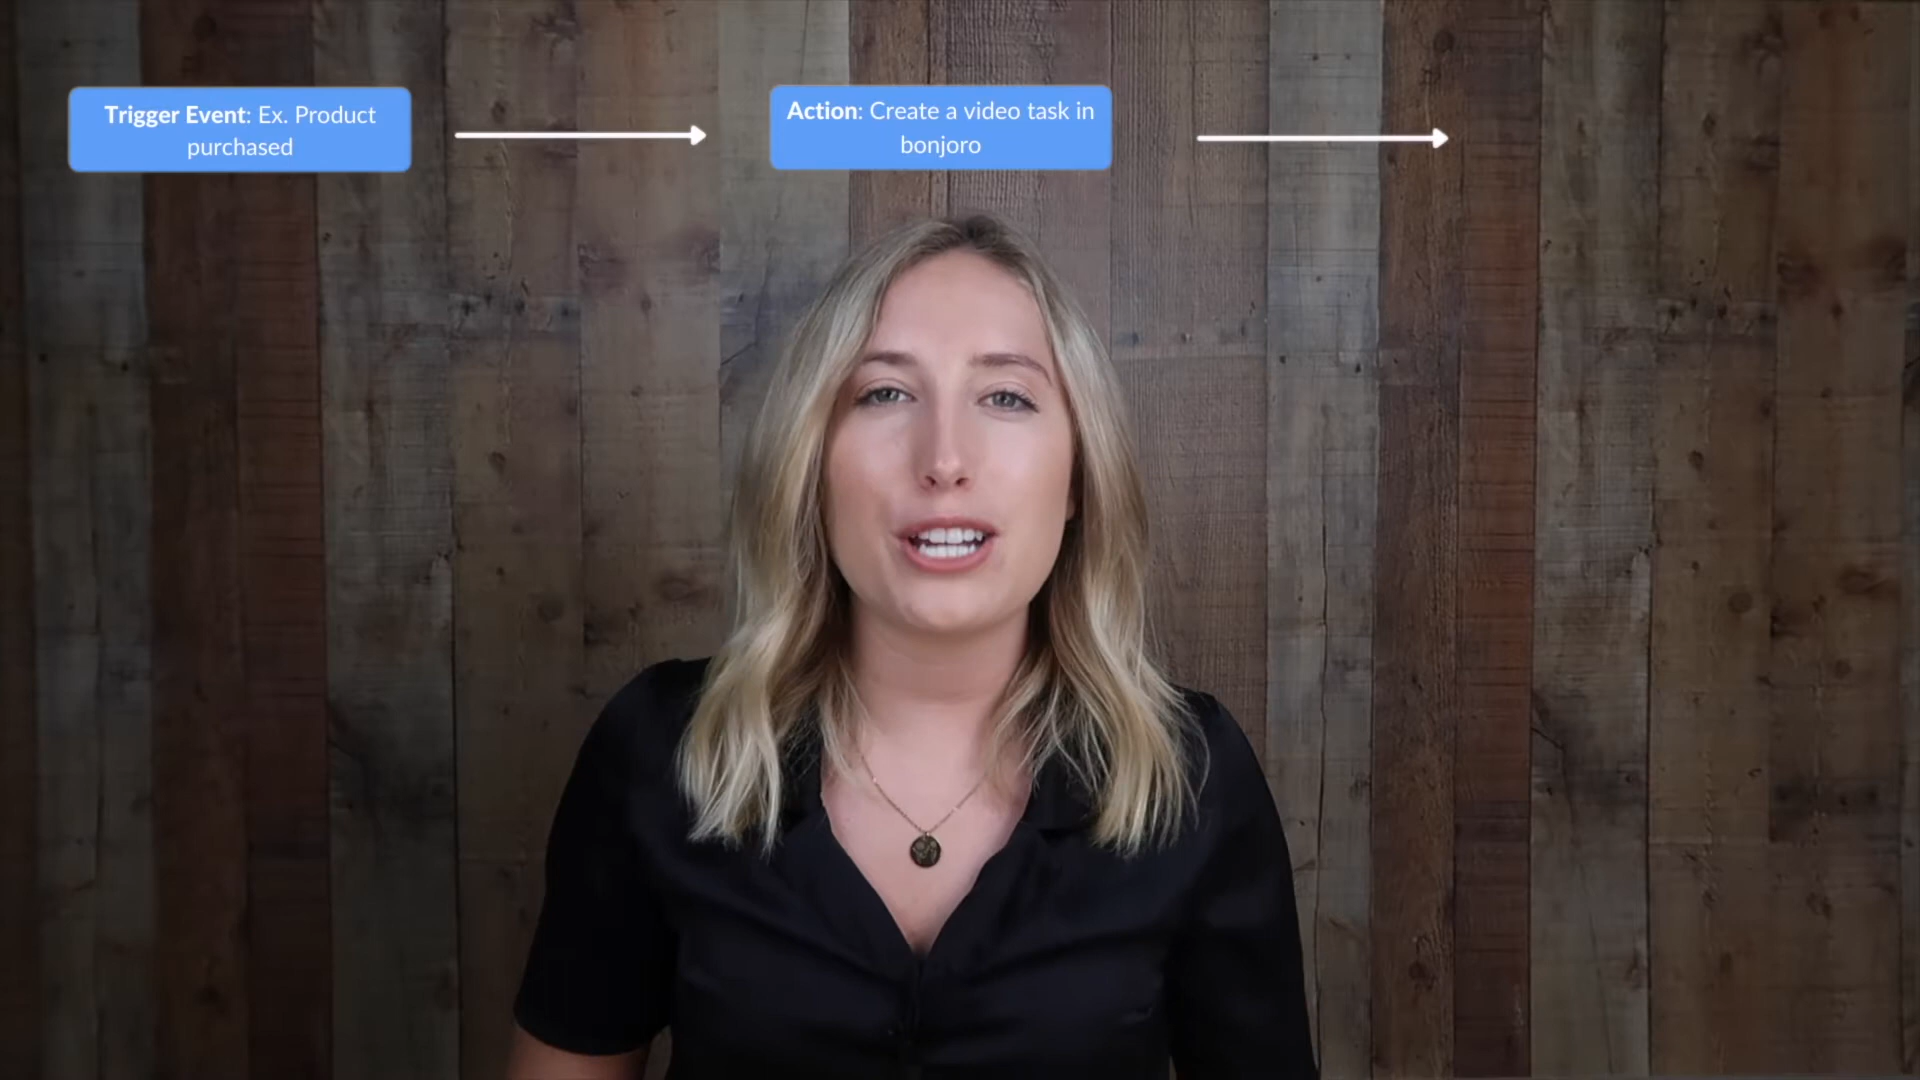 Trigger Event: Ex. Product
purchased
Action: Create a video task in
bonjoro